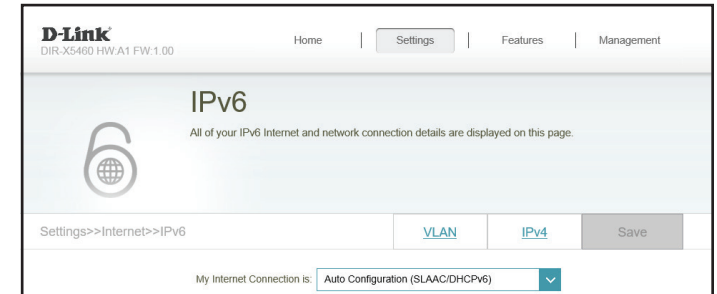 D-Link
DIR-X5460 HW:A1 FW:1.00
Home | Settings | Features | Management
IPv6
All of your IPv6 Internet and network connection details are displayed on this page.
Settings>>Internet>>IPv6 VLAN IPv4 Save
My Internet Connection is: Auto Configuration (SLAAC/DHCPv6)